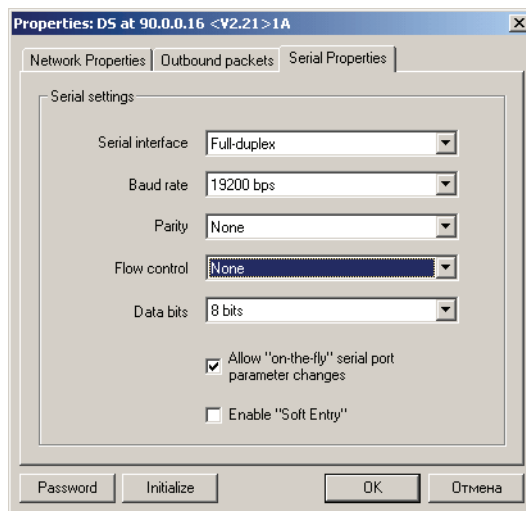 Properties: DS at 90.0.0.16 <V2.21>1A
Network Properties Outbound packets Serial Properties
Serial settings
Serial interface Full-duplex
Baud rate 19200 bps
Parity None
Flow control None
Data bits 8 bits
Allow "on-the-fly" serial port
parameter changes
Enable "Soft Entry"
Password Initialize OK Отмена